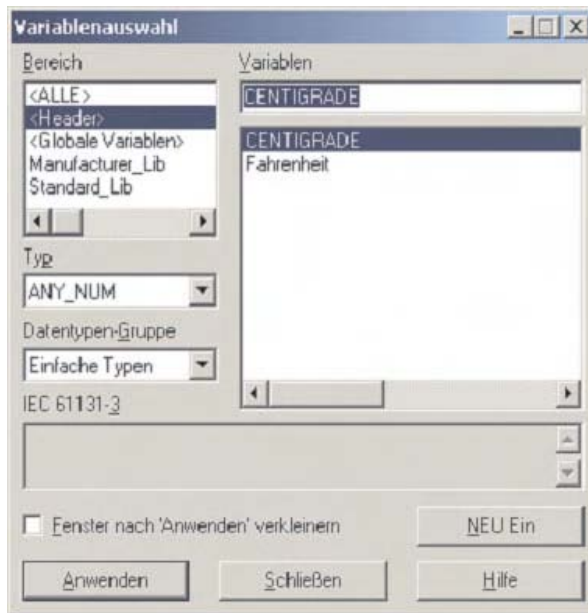 Variablenauswahl
Bereich
<ALLE>
<Header>
<Globale Variablen>
Manufacturer_Lib
Standard_Lib
Typ
ANY_NUM
Datentypen-Gruppe
Einfache Typen
Variablen
CENTIGRADE
CENTIGRADE
Fahrenheit
IEC 61131-3
Fenster nach 'Anwenden' verkleinern
NEU Ein
Anwenden
Schließen
Hilfe